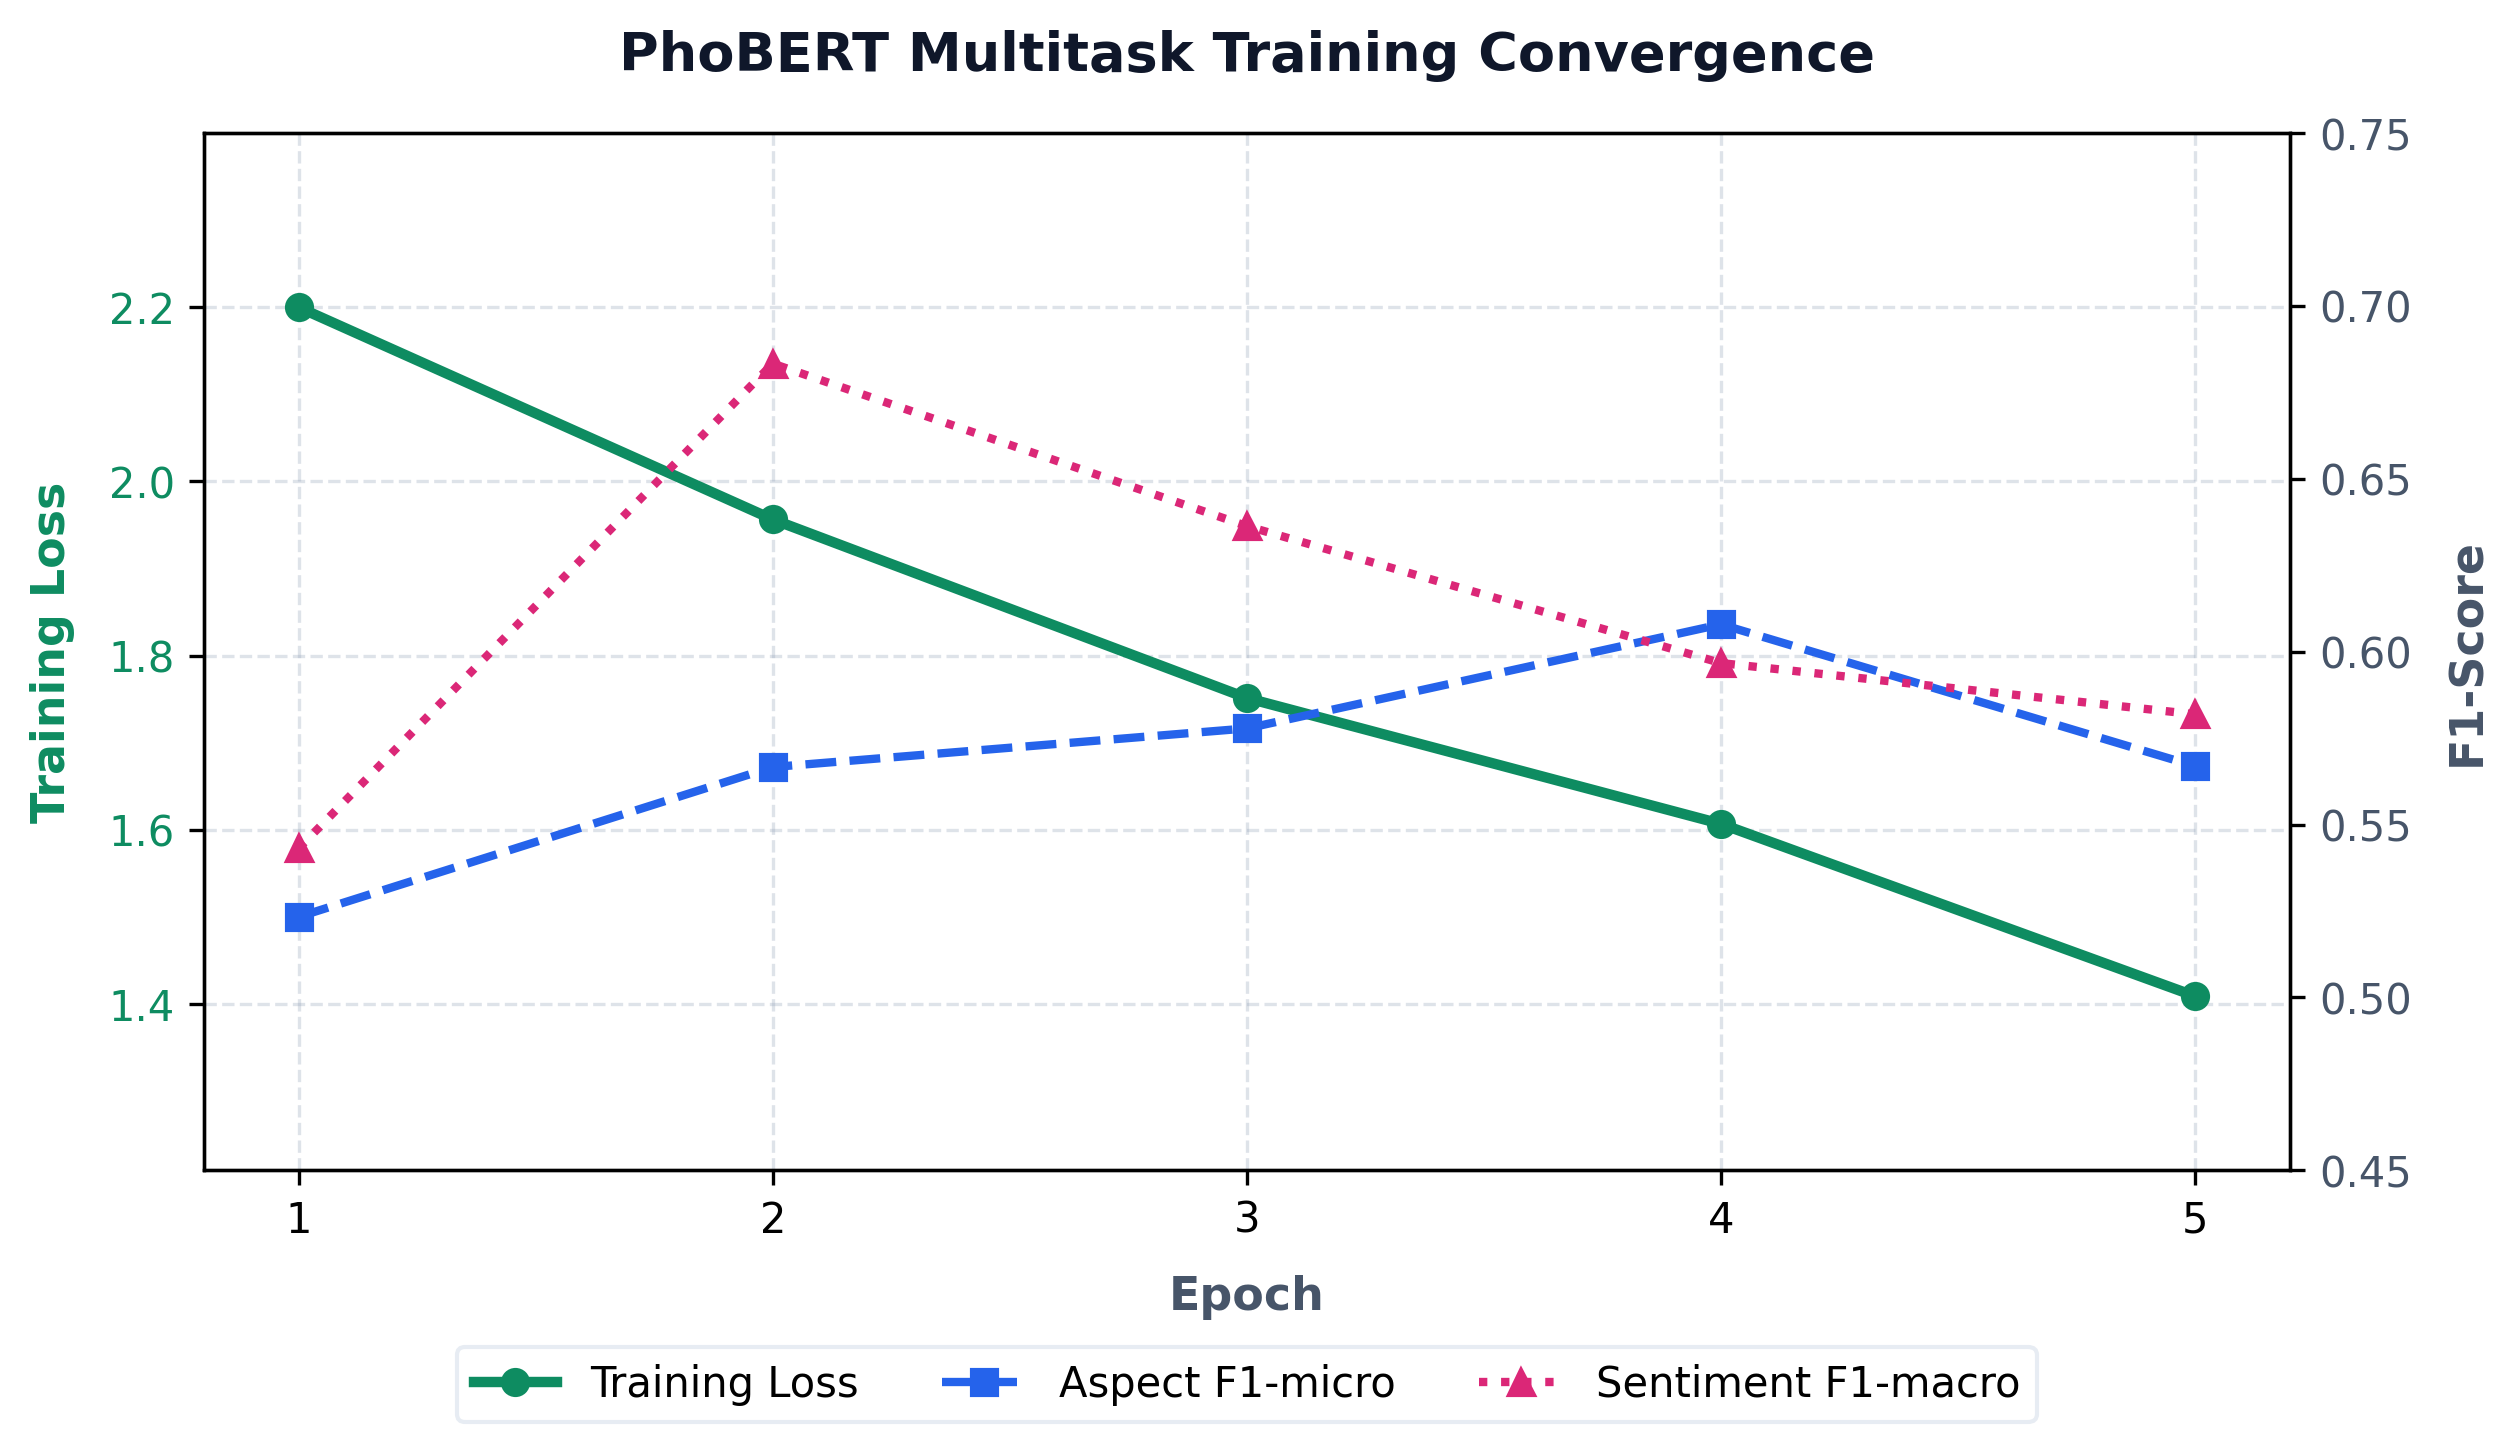 PhoBERT Multitask Training Convergence
Training Loss
2.2
2.0
1.8
1.6
1.4
0.75
0.70
0.65
0.60
0.55
0.50
0.45
F1-Score
1 2 3 4 5
Epoch
Training Loss Aspect F1-micro Sentiment F1-macro